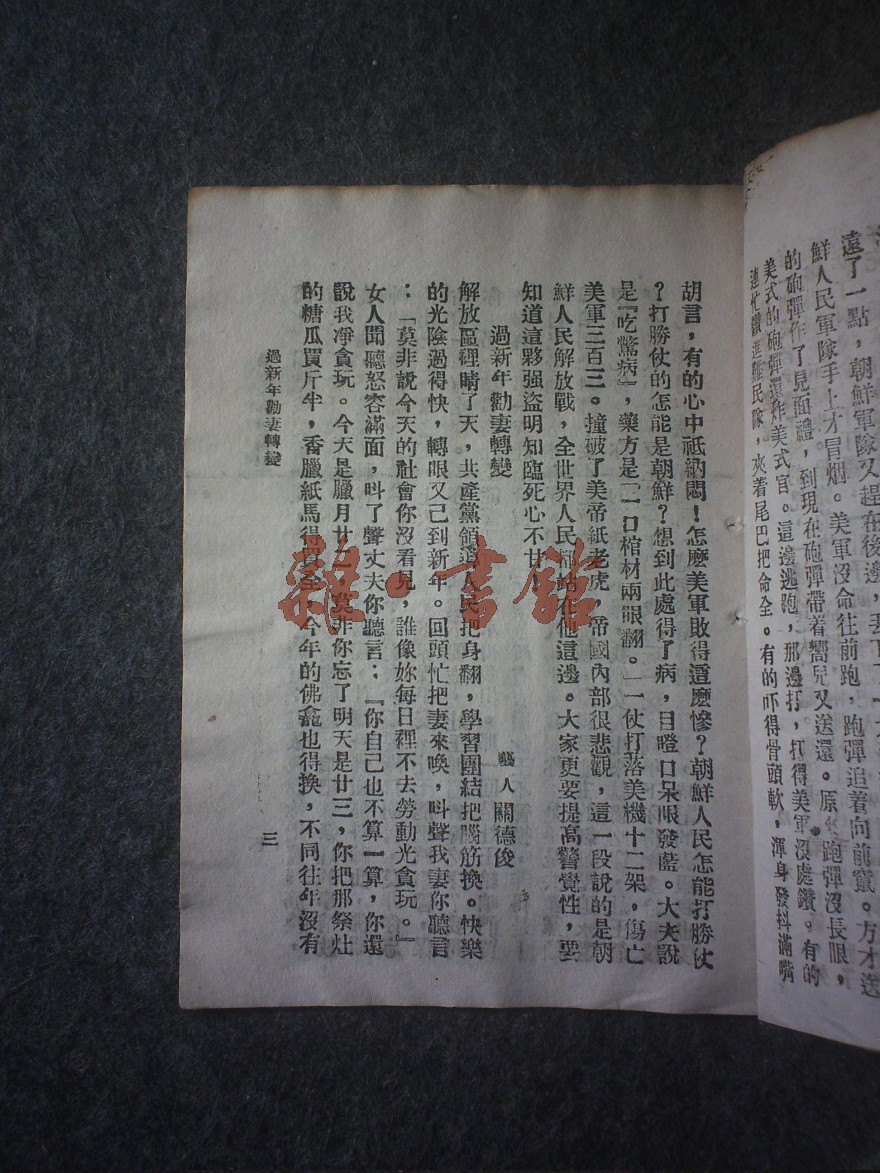 遠了一點，朝鮮軍隊又趕在後邊，丢
鮮人民軍隊手上才冒烟。美軍没命往前跑，跑彈追着向前竄。方才送
的砲彈作了見面禮，到現在砲彈帶着嚮兒又送還。原來跑彈没長眼，
美式的砲彈還炸美式官。這邊逃跑，那邊打，打得美軍没處鑽。有的
連忙鑽進難民隊，夾着尾巴把命全。有的吓得骨頭軟，渾身發抖滿嘴
胡言，有的心中祇納悶！怎麽美軍敗得這麽慘？朝鮮人民怎能打勝仗
？打勝仗的怎能是朝鮮？想到此處得了病，目瞪口呆眼發藍。大夫說
是『吃驚病』，藥方是『一口棺材兩眼翻。』一仗打落美機十二架，傷亡
美軍三百三。撞破了美帝紙老虎，帝國內部很悲觀，這一段說的是朝
鮮人民解放戰，全世界人民都站在他這邊。大家更要提高警覺性，要
知道這夥强盜明知臨死心不甘！
過新年勸妻轉變
藝人關德俊
解放區裡晴了天，共產黨領導人民把身翻，學習團結把腦筋換。快樂
的光陰過得快，轉眼又已到新年。回頭忙把妻來喚，呌聲我妻你聽言
：「莫非說今天的社會你沒看見，誰像妳每日裡不去勞動光貪玩。」
女人聞聽怒容滿面，呌了聲丈夫你聽言：『你自己也不算一算，你還
說我凈貪玩。今天是臘月廿二，莫非你忘了明天是廿三，你把那祭灶
的糖瓜買斤半，香臘紙馬得買全，今年的佛龕也得換，不同往年沒有
過新年勸妻轉變
三
雜·書館